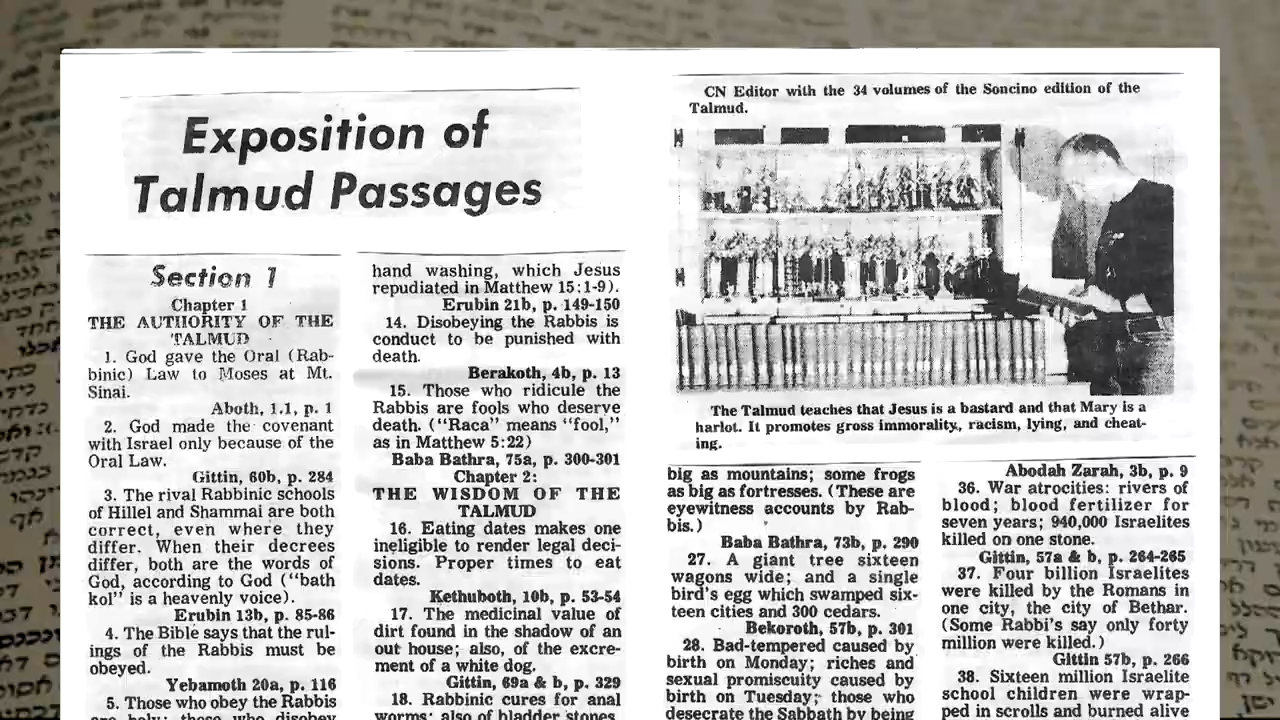 Exposition of
Talmud Passages
Section 1
Chapter 1
THE AUTHORITY OF THE
TALMUD
1. God gave the Oral (Rab-
binic) Law to Moses at Mt.
Sinai.
Aboth, 1.1, p. 1
2. God made the covenant
with Israel only because of the
Oral Law.
Gittin, 60b, p. 284
3. The rival Rabbinic schools
of Hillel and Shammai are both
correct, even where they
differ. When their decrees
differ, both are the words of
God, according to God ("bath
kol" is a heavenly voice).
Erubin 13b, p. 85-86
4. The Bible says that the rul-
ings of the Rabbis must be
obeyed.
Yebamoth 20a, p. 116
5. Those who obey the Rabbis
are holy; those who disobey
hand washing, which Jesus
repudiated in Matthew 15:1-9).
Erubin 21b, p. 149-150
14. Disobeying the Rabbis is
conduct to be punished with
death.
Berakoth, 4b, p. 13
15. Those who ridicule the
Rabbis are fools who deserve
death. ("Raca" means "fool,"
as in Matthew 5:22)
Baba Bathra, 75a, p. 300-301
Chapter 2:
THE WISDOM OF THE
TALMUD
16. Eating dates makes one
ineligible to render legal deci-
sions. Proper times to eat
dates.
Kethuboth, 10b, p. 53-54
17. The medicinal value of
dirt found in the shadow of an
out house; also, of the excre-
ment of a white dog.
Gittin, 69a & b, p. 329
18. Rabbinic cures for anal
worms; also of bladder stones.
CN Editor with the 34 volumes of the Soncino edition of the
Talmud.
The Talmud teaches that Jesus is a bastard and that Mary is a
harlot. It promotes gross immorality, racism, lying, and cheat-
ing.
big as mountains; some frogs
as big as fortresses. (These are
eyewitness accounts by Rab-
bis.)
Baba Bathra, 73b, p. 290
27. A giant tree sixteen
wagons wide; and a single
bird's egg which swamped six-
teen cities and 300 cedars.
Bekoroth, 57b, p. 301
28. Bad-tempered caused by
birth on Monday; riches and
sexual promiscuity caused by
birth on Tuesday; those who
desecrate the Sabbath by being
Abodah Zarah, 3b, p. 9
36. War atrocities: rivers of
blood; blood fertilizer for
seven years; 940,000 Israelites
killed on one stone.
Gittin, 57a & b, p. 264-265
37. Four billion Israelites
were killed by the Romans in
one city, the city of Bethar.
(Some Rabbi's say only forty
million were killed.)
Gittin 57b, p. 266
38. Sixteen million Israelite
school children were wrap-
ped in scrolls and burned alive